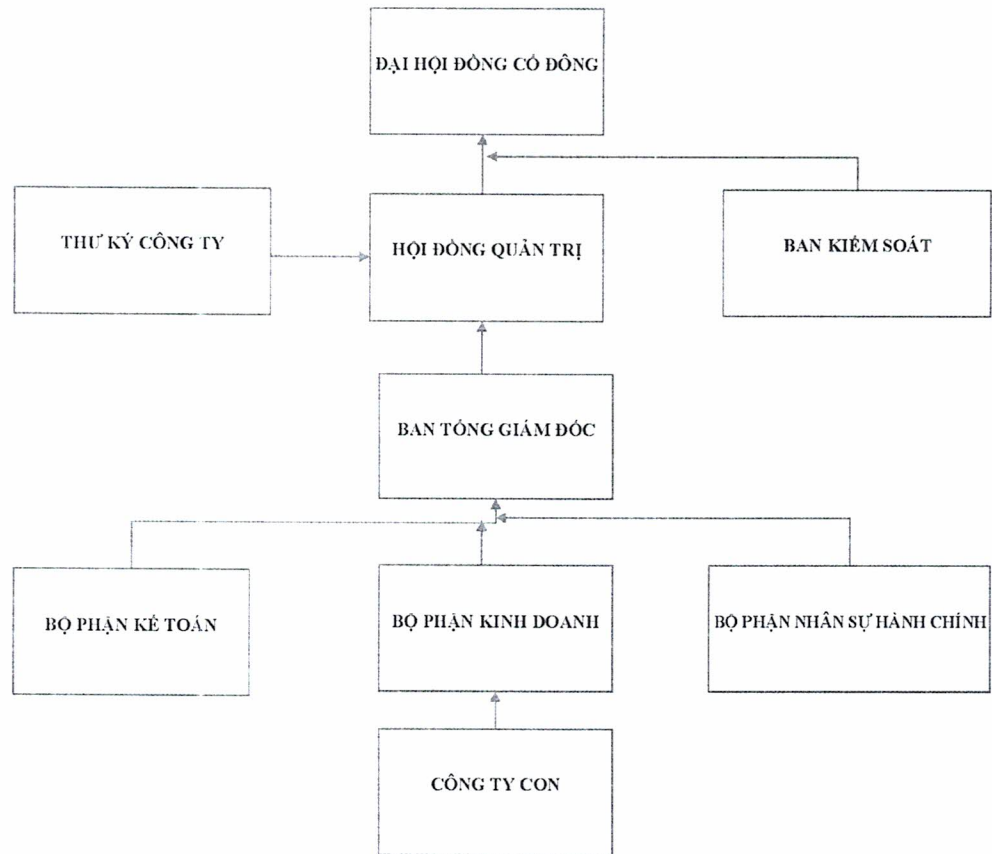 ĐẠI HỘI ĐỒNG CỔ ĐÔNG
THƯ KÝ CÔNG TY
HỘI ĐỒNG QUẢN TRỊ
BAN KIỂM SOÁT
BAN TỔNG GIÁM ĐỐC
BỘ PHẬN KẾ TOÁN
BỘ PHẬN KINH DOANH
BỘ PHẬN NHÂN SỰ HÀNH CHÍNH
CÔNG TY CON